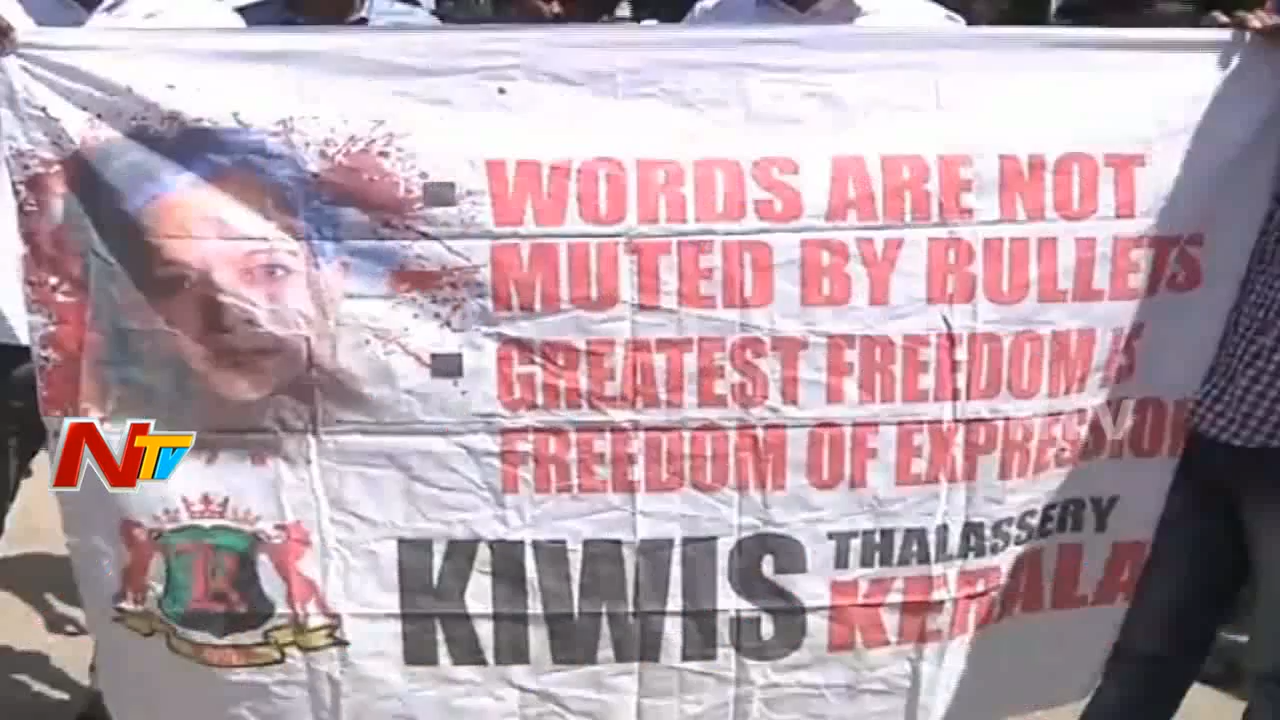 WORDS ARE NOT
MUTED BY BULLETS
GREATEST FREEDOM IS
FREEDOM OF EXPRESSION
NTV
KIWIS
THALASSERY
KERALA